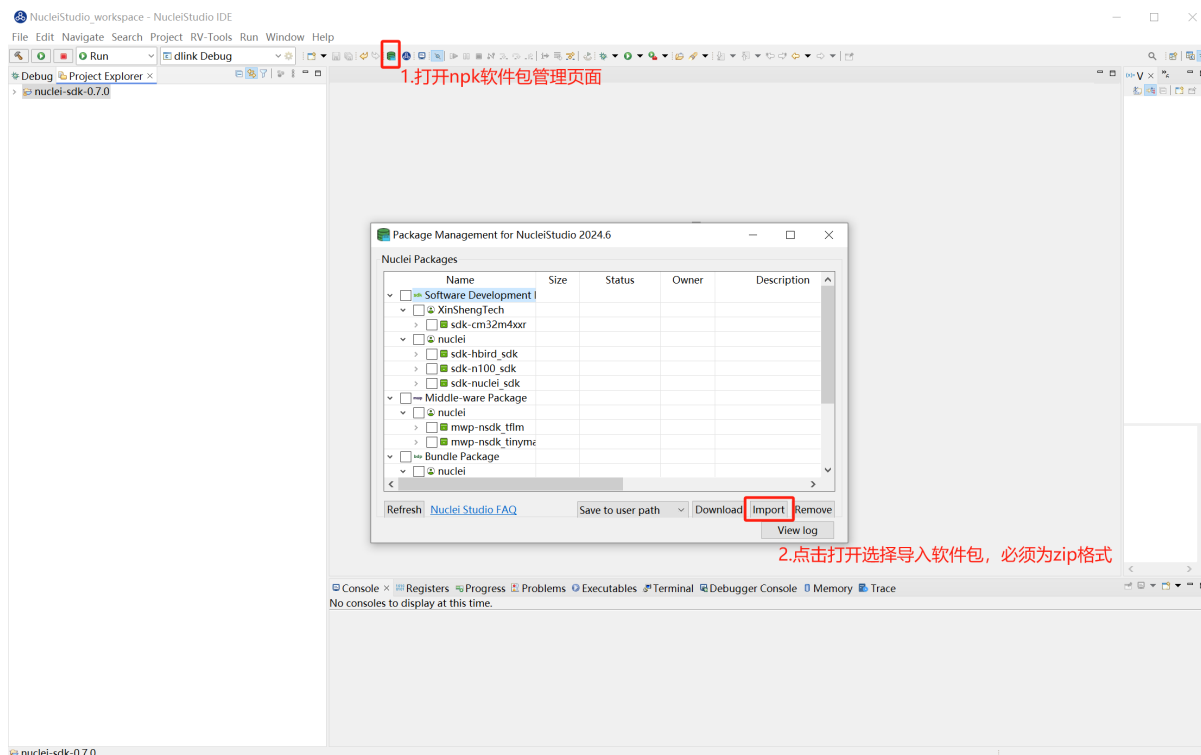 NucleiStudio_workspace - NucleiStudio IDE
File Edit Navigate Search Project RV-Tools Run Window Help
Run
dlink Debug
1.打开npk软件包管理页面
Debug
Project Explorer
V
nuclei-sdk-0.7.0
Package Management for NucleiStudio 2024.6
Nuclei Packages
Name Size Status Owner Description
Software Development
XinShengTech
sdk-cm32m4xxr
nuclei
sdk-hbird_sdk
sdk-n100_sdk
sdk-nuclei_sdk
Middle-ware Package
nuclei
mwp-nsdk_tflm
mwp-nsdk_tinyma
Bundle Package
nuclei
Refresh Nuclei Studio FAQ Save to user path Download Import Remove
View log
2.点击打开选择导入软件包，必须为zip格式
Console Registers Progress Problems Executables Terminal Debugger Console Memory Trace
No consoles to display at this time.
nuclei-sdk-0.7.0